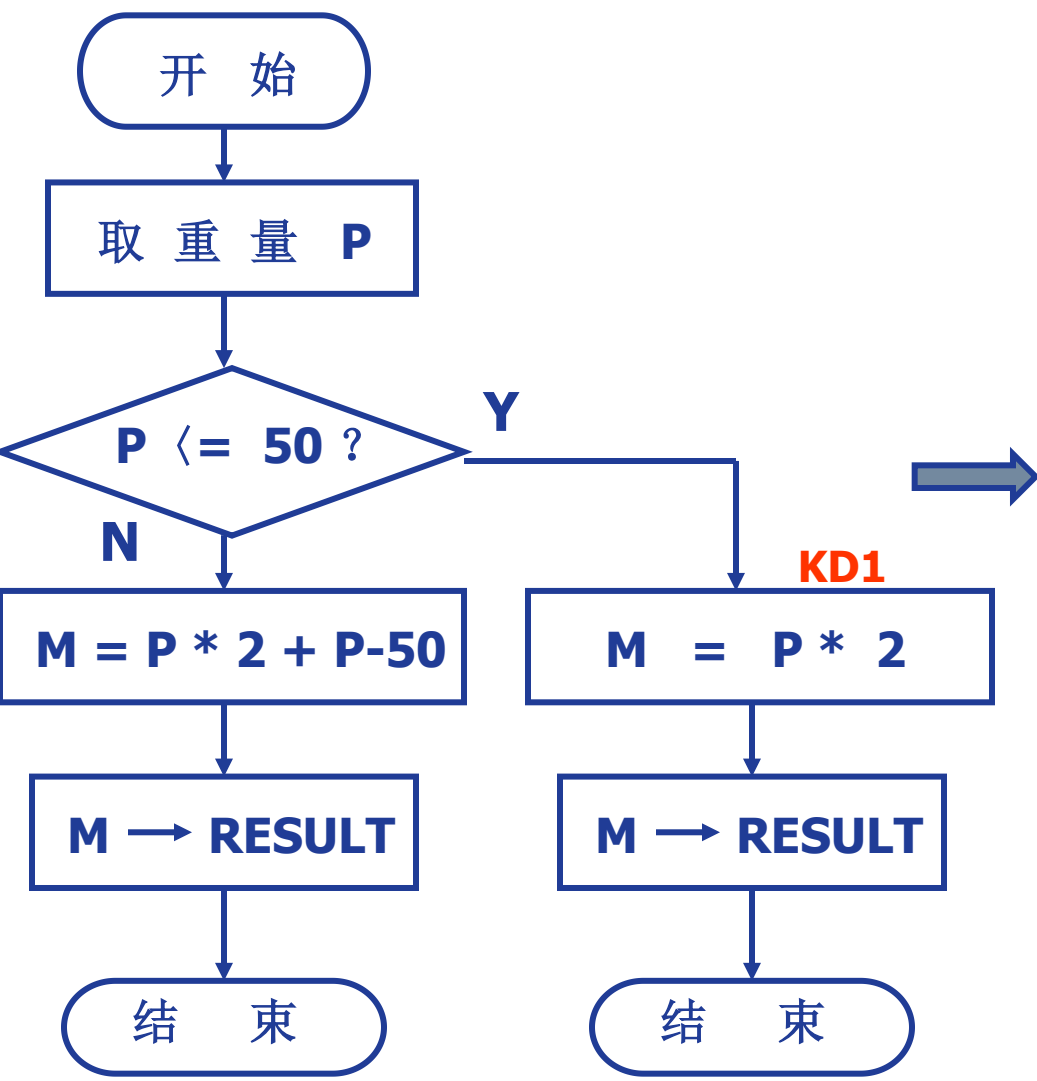 开 始
取 重 量 P
P〈= 50？
Y
N
KD1
M = P * 2 + P-50
M = P * 2
M → RESULT
M → RESULT
结 束
结 束